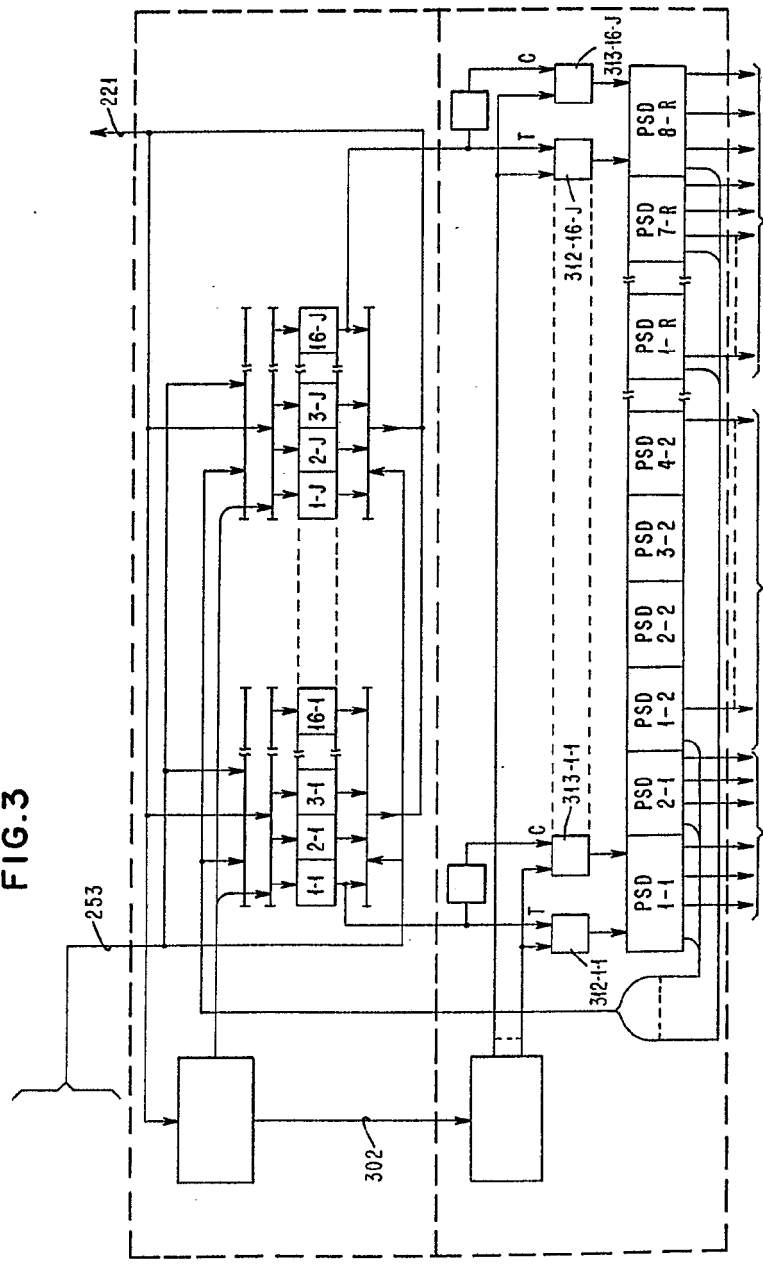 FIG.3
253
221
1-1
2-1
3-1
16-1
1-J
2-J
3-J
16-J
302
T
C
312-1-1
313-1-1
T
C
312-16-J
313-16-J
PSD
1-1
PSD
2-1
PSD
1-2
PSD
2-2
PSD
3-2
PSD
4-2
PSD
1-R
PSD
7-R
PSD
8-R